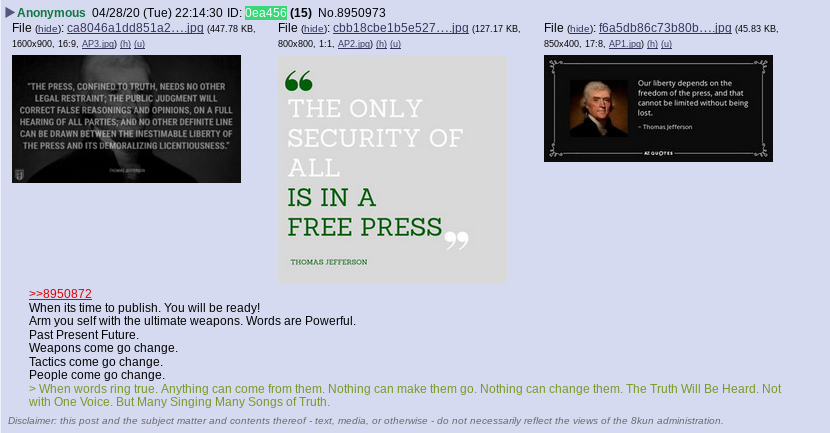 Anonymous 04/28/20 (Tue) 22:14:30 ID: 0ea456 (15) No.8950973
File (hide): ca8046a1dd851a2….jpg (447.78 KB,
1600x900, 16:9, AP3.jpg) (h) (u)
"THE PRESS, CONFINED TO TRUTH, NEEDS NO OTHER
LEGAL RESTRAINT; THE PUBLIC JUDGMENT WILL
CORRECT FALSE REASONINGS AND OPINIONS, ON A FULL
HEARING OF ALL PARTIES; AND NO OTHER DEFINITE LINE
CAN BE DRAWN BETWEEN THE INESTIMABLE LIBERTY OF
THE PRESS AND ITS DEMORALIZING LICENTIOUSNESS."
THOMAS JEFFERSON
File (hide): cbb18cbe1b5e527….jpg (127.17 KB,
800x800, 1:1, AP2.jpg) (h) (u)
“
THE ONLY
SECURITY OF
ALL
IS IN A
FREE PRESS
”
THOMAS JEFFERSON
File (hide): f6a5db86c73b80b….jpg (45.83 KB,
850x400, 17:8, AP1.jpg) (h) (u)
Our liberty depends on the
freedom of the press, and that
cannot be limited without being
lost.
~ Thomas Jefferson
AZ QUOTES
>>8950872
When its time to publish. You will be ready!
Arm you self with the ultimate weapons. Words are Powerful.
Past Present Future.
Weapons come go change.
Tactics come go change.
People come go change.
> When words ring true. Anything can come from them. Nothing can make them go. Nothing can change them. The Truth Will Be Heard. Not
with One Voice. But Many Singing Many Songs of Truth.
Disclaimer: this post and the subject matter and contents thereof - text, media, or otherwise - do not necessarily reflect the views of the 8kun administration.